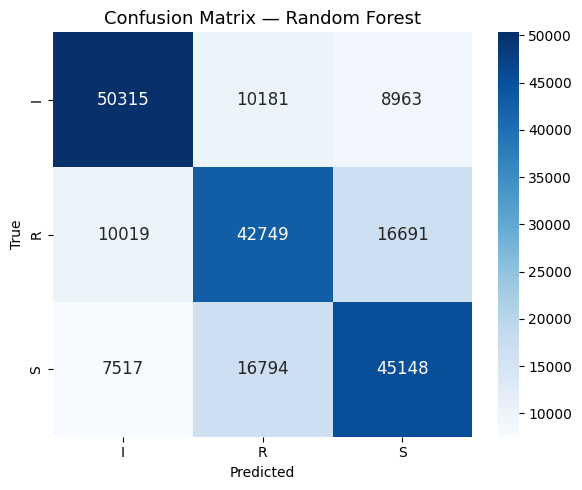 Confusion Matrix — Random Forest
I 50315 10181 8963
R 10019 42749 16691
S 7517 16794 45148
I R S
True
Predicted
50000
45000
40000
35000
30000
25000
20000
15000
10000